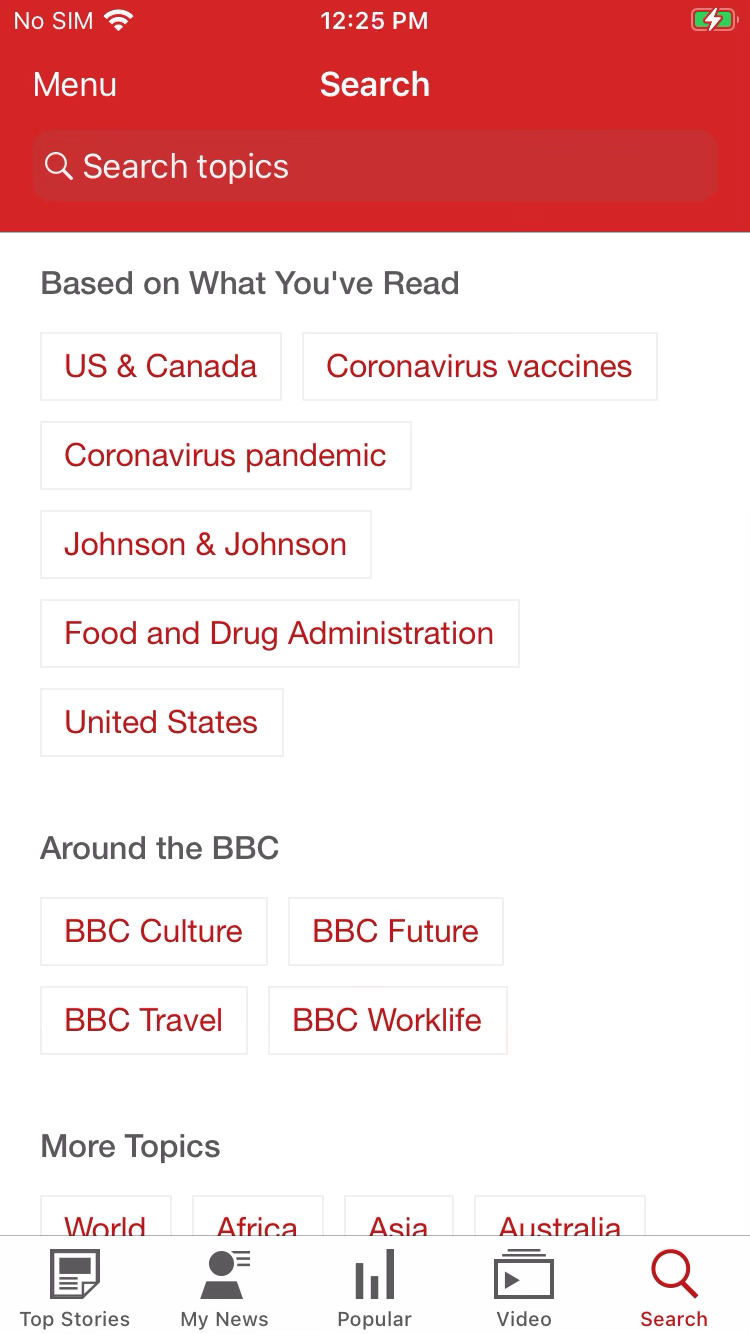 No SIM 12:25 PM
Menu Search
Search topics
Based on What You've Read
US & Canada Coronavirus vaccines
Coronavirus pandemic
Johnson & Johnson
Food and Drug Administration
United States
Around the BBC
BBC Culture BBC Future
BBC Travel BBC Worklife
More Topics
World Africa Asia Australia
Top Stories My News Popular Video Search